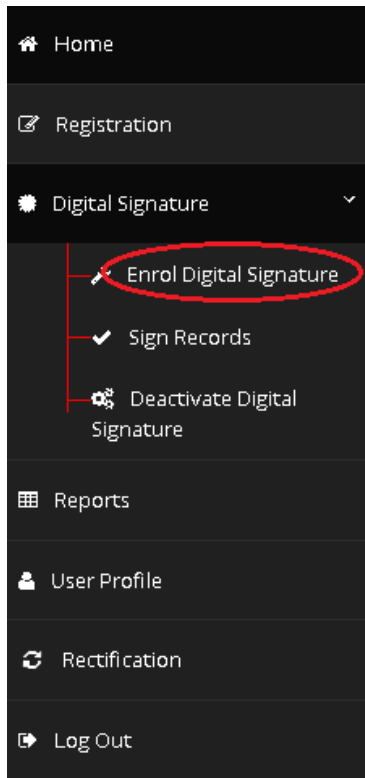 Home
Registration
Digital Signature
Enrol Digital Signature
Sign Records
Deactivate Digital
Signature
Reports
User Profile
Rectification
Log Out